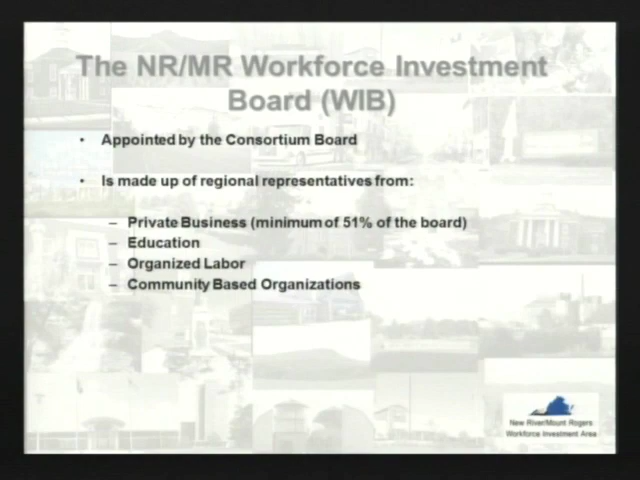 The NR/MR Workforce Investment
Board (WIB)
• Appointed by the Consortium Board
• Is made up of regional representatives from:
– Private Business (minimum of 51% of the board)
– Education
– Organized Labor
– Community Based Organizations
New River/Mount Rogers
Workforce Investment Area